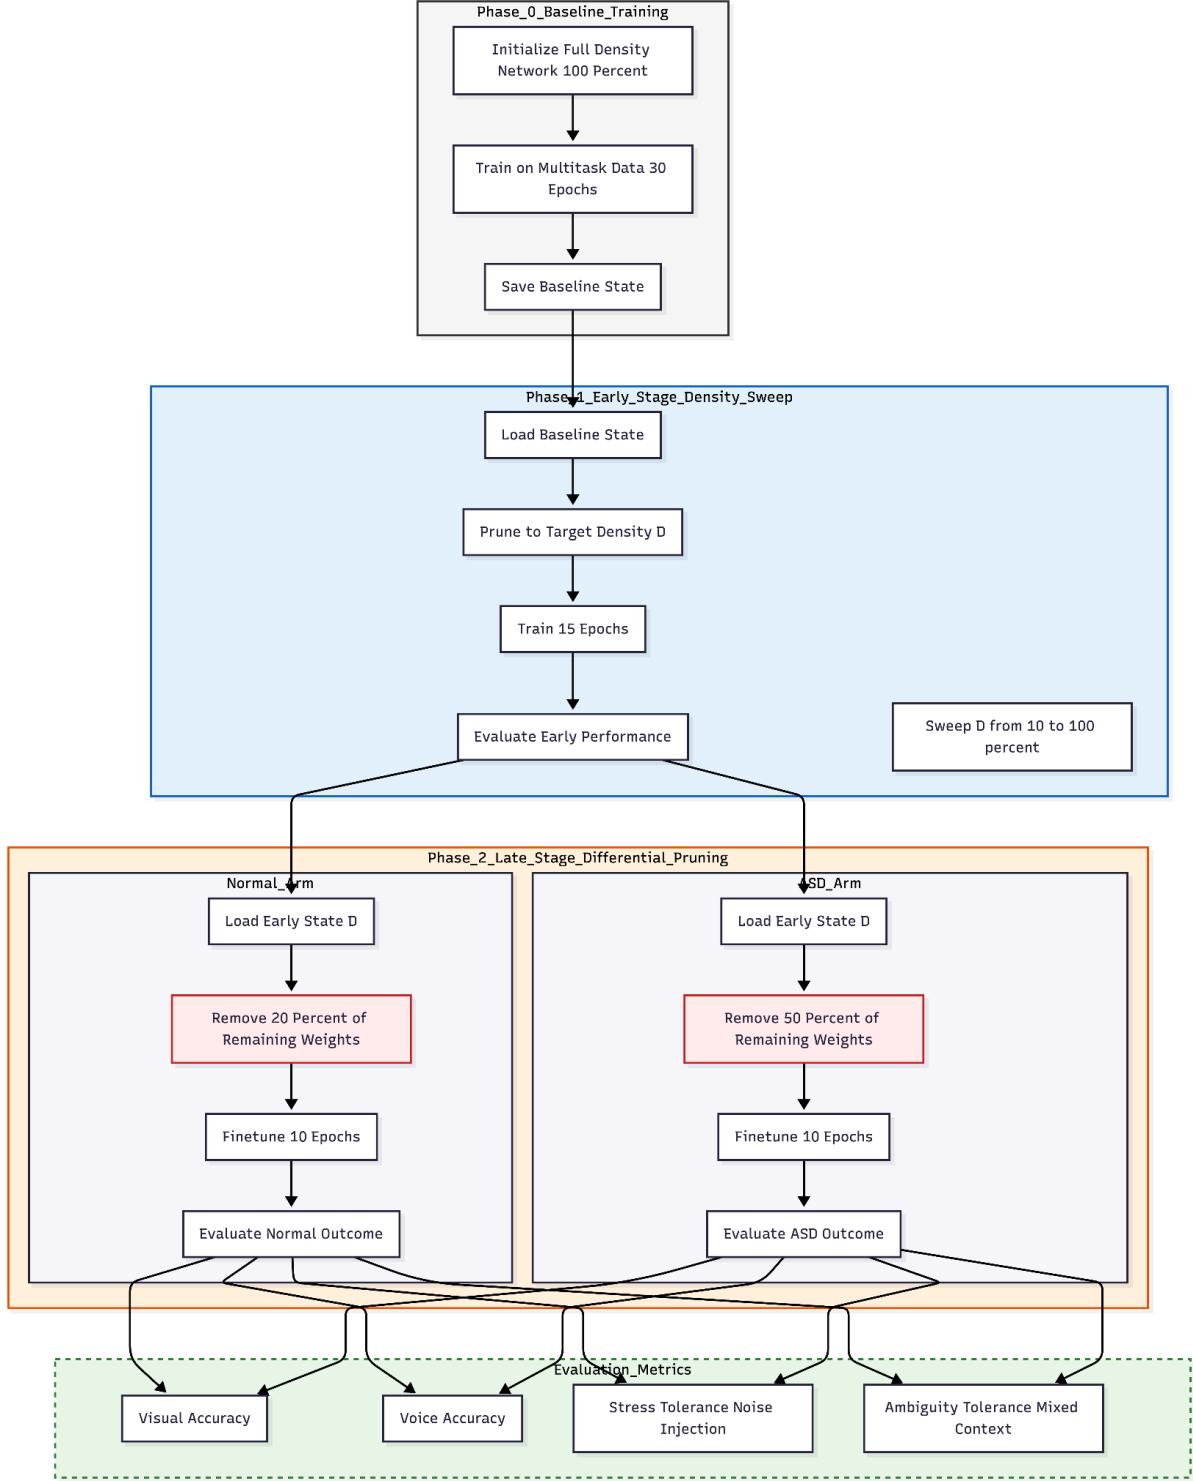 Phase_0_Baseline_Training
Initialize Full Density
Network 100 Percent
Train on Multitask Data 30
Epochs
Save Baseline State
Phase_1_Early_Stage_Density_Sweep
Load Baseline State
Prune to Target Density D
Train 15 Epochs
Evaluate Early Performance
Sweep D from 10 to 100
percent
Phase_2_Late_Stage_Differential_Pruning
Normal_Arm
Load Early State D
Remove 20 Percent of
Remaining Weights
Finetune 10 Epochs
Evaluate Normal Outcome
ASD_Arm
Load Early State D
Remove 50 Percent of
Remaining Weights
Finetune 10 Epochs
Evaluate ASD Outcome
Evaluation_Metrics
Visual Accuracy
Voice Accuracy
Stress Tolerance Noise
Injection
Ambiguity Tolerance Mixed
Context